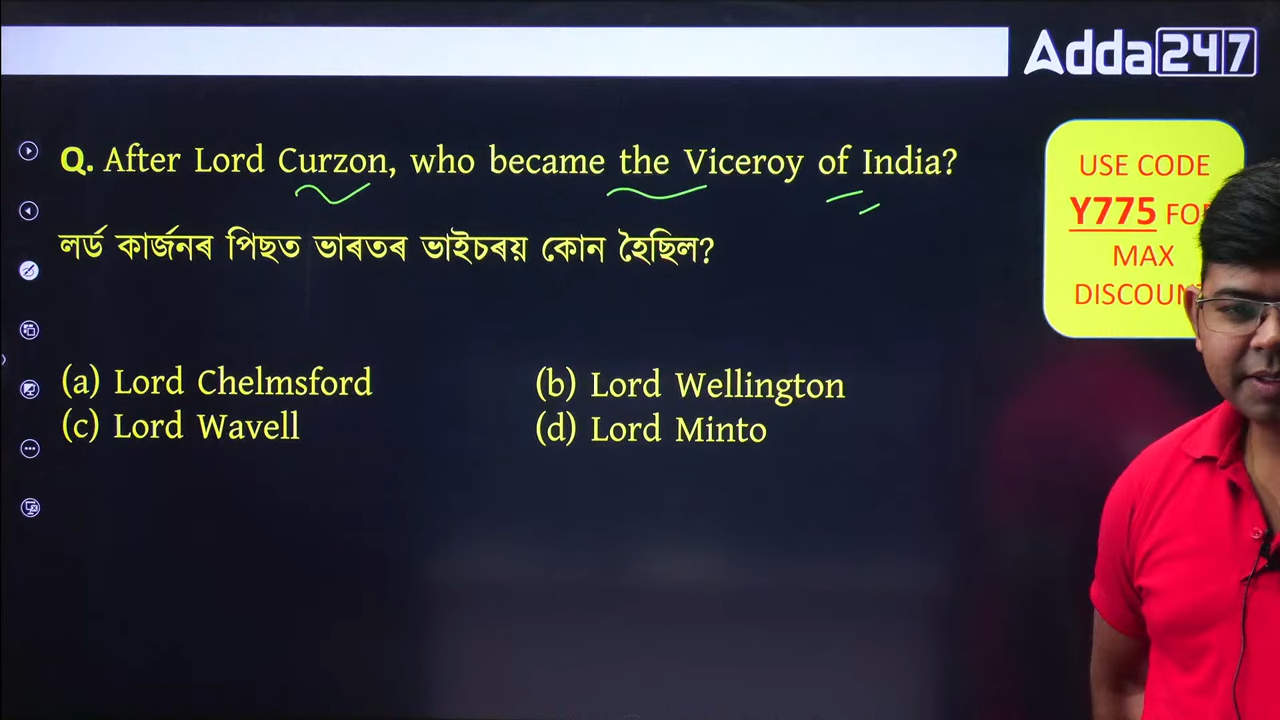 Adda247
Q. After Lord Curzon, who became the Viceroy of India?
লৰ্ড কাৰ্জনৰ পিছত ভাৰতৰ ভাইচৰয় কোন হৈছিল?
(a) Lord Chelmsford
(b) Lord Wellington
(c) Lord Wavell
(d) Lord Minto
USE CODE
Y775
MAX